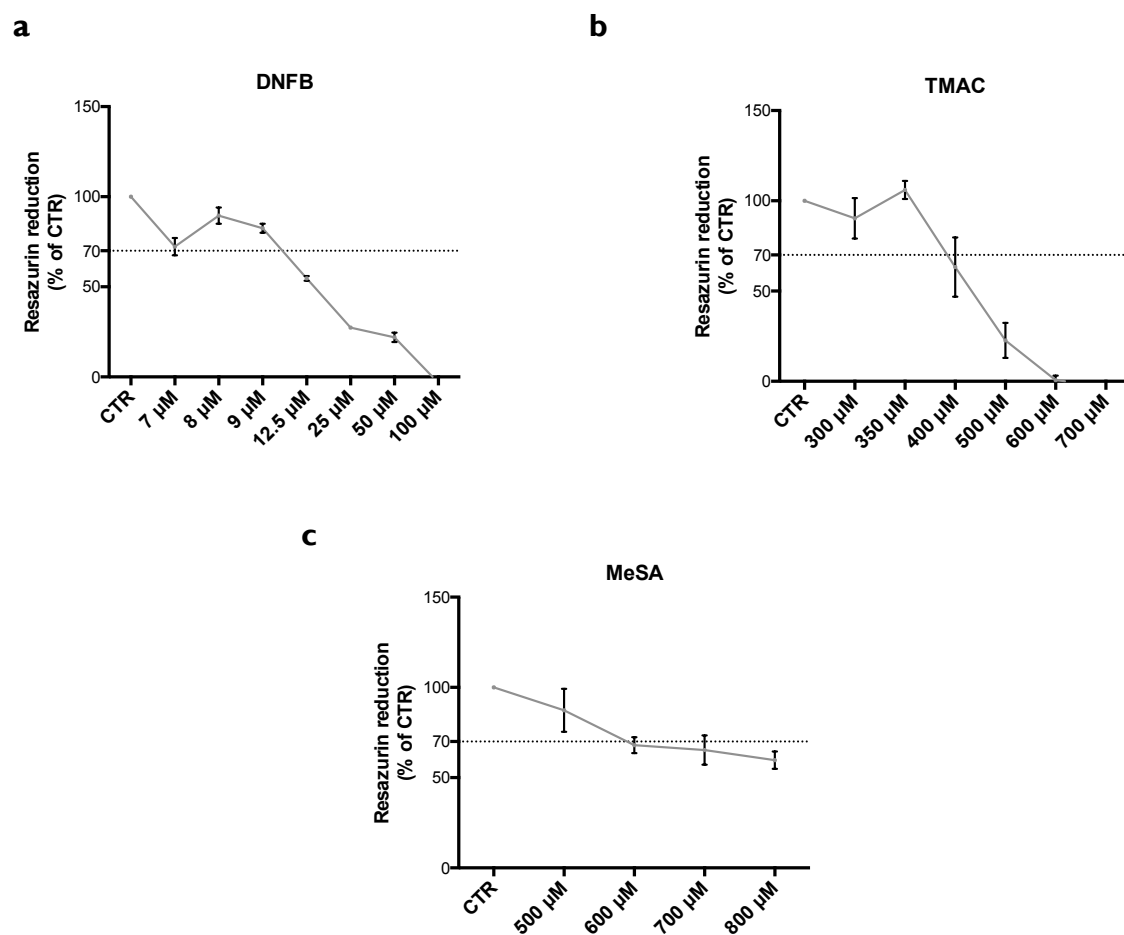 a
DNFB
Resazurin reduction
(% of CTR)
150
100
70
50
0
CTR
7 µM
8 µM
9 µM
12.5 µM
25 µM
50 µM
100 µM
b
TMAC
Resazurin reduction
(% of CTR)
150
100
70
50
0
CTR
300 µM
350 µM
400 µM
500 µM
600 µM
700 µM
c
MeSA
Resazurin reduction
(% of CTR)
150
100
70
50
0
CTR
500 µM
600 µM
700 µM
800 µM